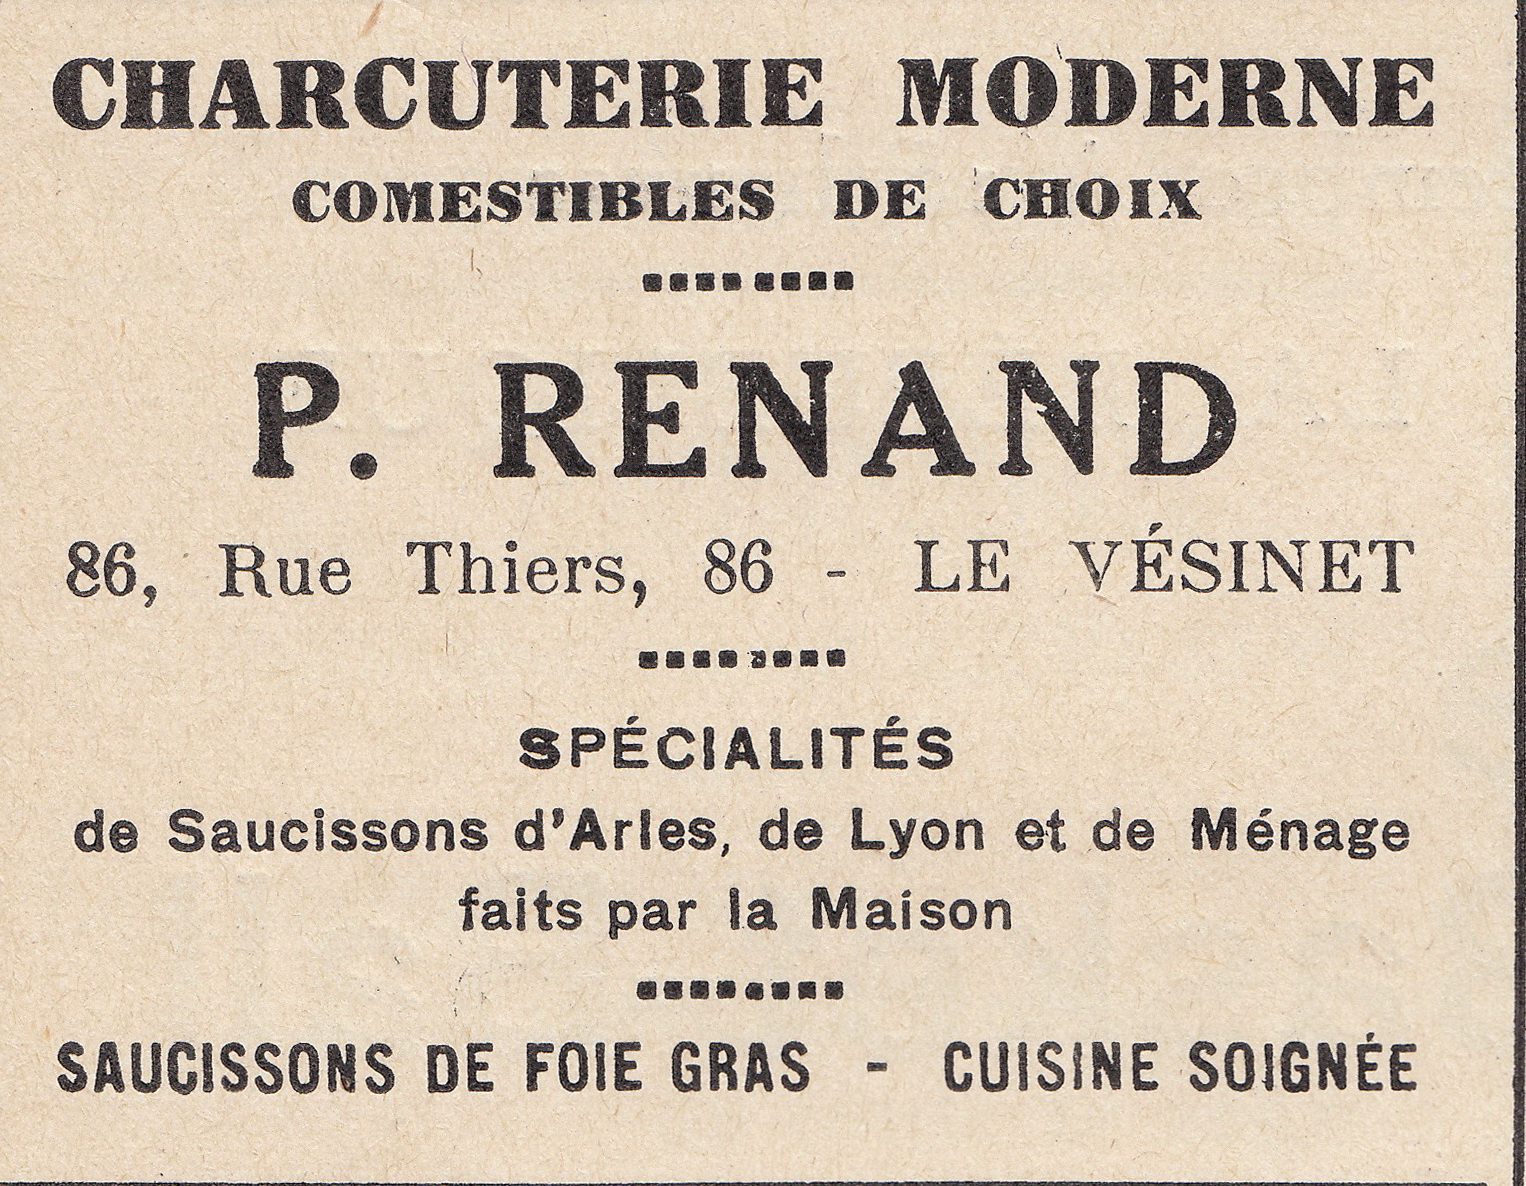 CHARCUTERIE MODERNE
COMESTIBLES DE CHOIX
P. RENAND
86, Rue Thiers, 86 - LE VÉSINET
SPÉCIALITÉS
de Saucissons d'Arles, de Lyon et de Ménage
faits par la Maison
SAUCISSONS DE FOIE GRAS - CUISINE SOIGNÉE